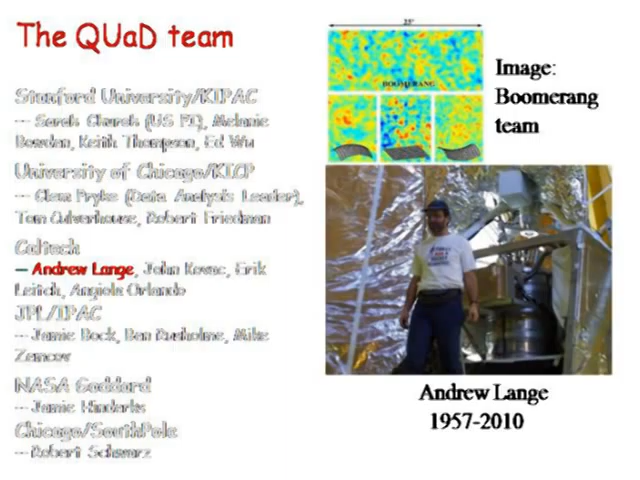 The QUaD team
Stanford University/KIPAC
-- Sarah Church (US PI), Melanie
Bowden, Keith Thompson, Ed Wu
University of Chicago/KICP
-- Clem Pryke (Data Analysis Leader),
Tom Culverhouse, Robert Friedman
Caltech
-- Andrew Lange, John Kovac, Erik
Leitch, Angiola Orlando
JPL/IPAC
-- Jamie Bock, Ben Rusholme, Mike
Zemcov
NASA Goddard
-- Jamie Hinderks
Chicago/SouthPole
-- Robert Schwarz
25°
BOOMERANG
Image:
Boomerang
team
Andrew Lange
1957-2010